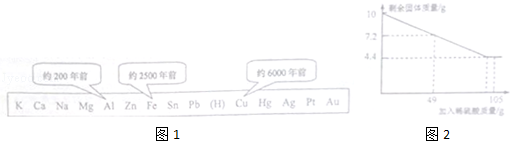 约200年前
约2500年前
约6000年前
K Ca Na Mg Al Zn Fe Sn Pb (H) Cu Hg Ag Pt Au
图1
剩余固体质量/g
10
7.2
4.4
0
49
105
加入稀硫酸质量/g
图2